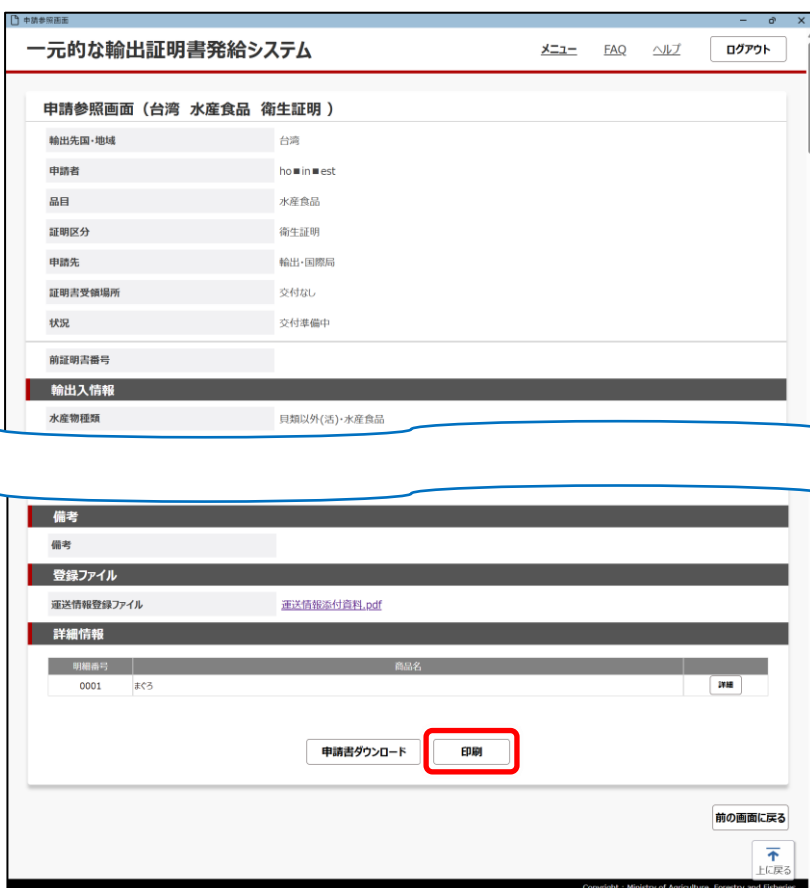 申請参照画面
一元的な輸出証明書発給システム メニュー FAQ ヘルプ ログアウト
申請参照画面（台湾 水産食品 衛生証明 ）
輸出先国・地域 台湾
申請者 ho■in■est
品目 水産食品
証明区分 衛生証明
申請先 輸出・国際局
証明書受領場所 交付なし
状況 交付準備中
前証明書番号
輸出入情報
水産物種類 貝類以外(活)・水産食品
備考
備考
登録ファイル
運送情報登録ファイル 運送情報添付資料.pdf
詳細情報
明細番号 商品名
0001 まぐろ 詳細
申請書ダウンロード 印刷
前の画面に戻る
上に戻る
Copyright : Ministry of Agriculture, Forestry and Fisheries